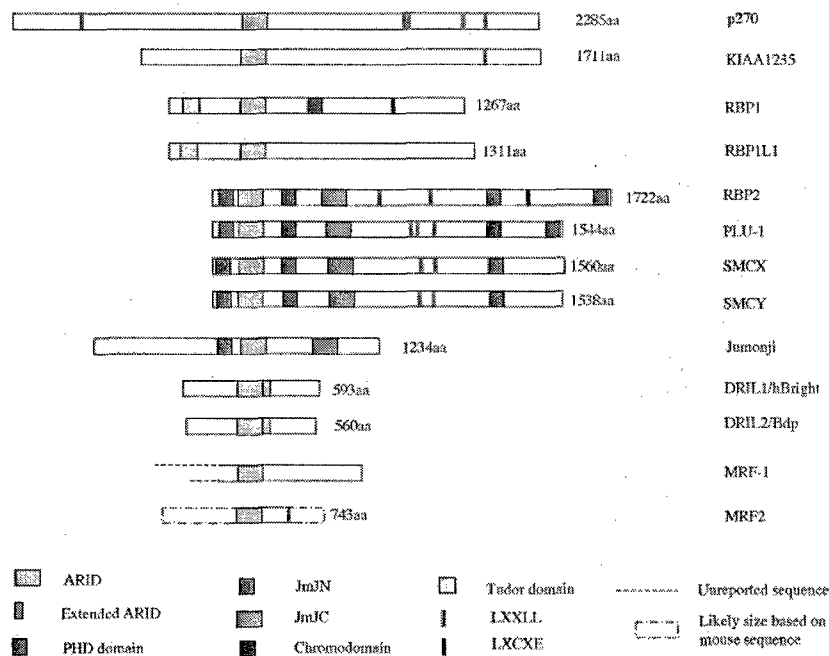 2285aa p270
1711aa KIAA1235
1267aa RBP1
1311aa RBP1L1
1722aa RBP2
1544aa PLU-1
1560aa SMCX
1538aa SMCY
1234aa Jumonji
593aa DRIL1/hBright
560aa DRIL2/Bdp
MRF-1
743aa MRF2
ARID JmJN Tudor domain Unreported sequence
Extended ARID JmJC LXXLL Likely size based on
mouse sequence
PHD domain Chromodomain LXCXE